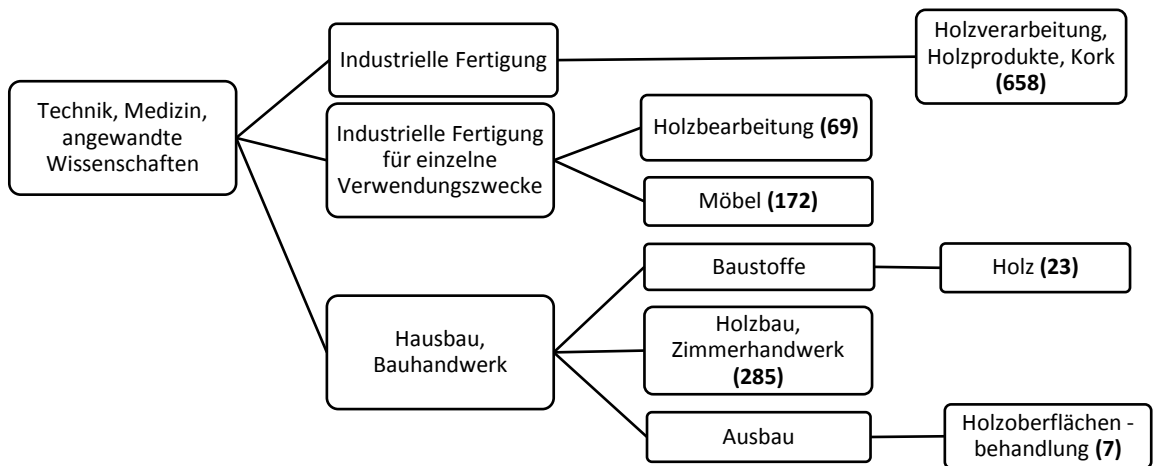 Technik, Medizin,
angewandte
Wissenschaften
Industrielle Fertigung
Holzverarbeitung,
Holzprodukte, Kork
(658)
Industrielle Fertigung
für einzelne
Verwendungszwecke
Holzbearbeitung (69)
Möbel (172)
Hausbau,
Bauhandwerk
Baustoffe
Holz (23)
Holzbau,
Zimmerhandwerk
(285)
Ausbau
Holzoberflächen -
behandlung (7)